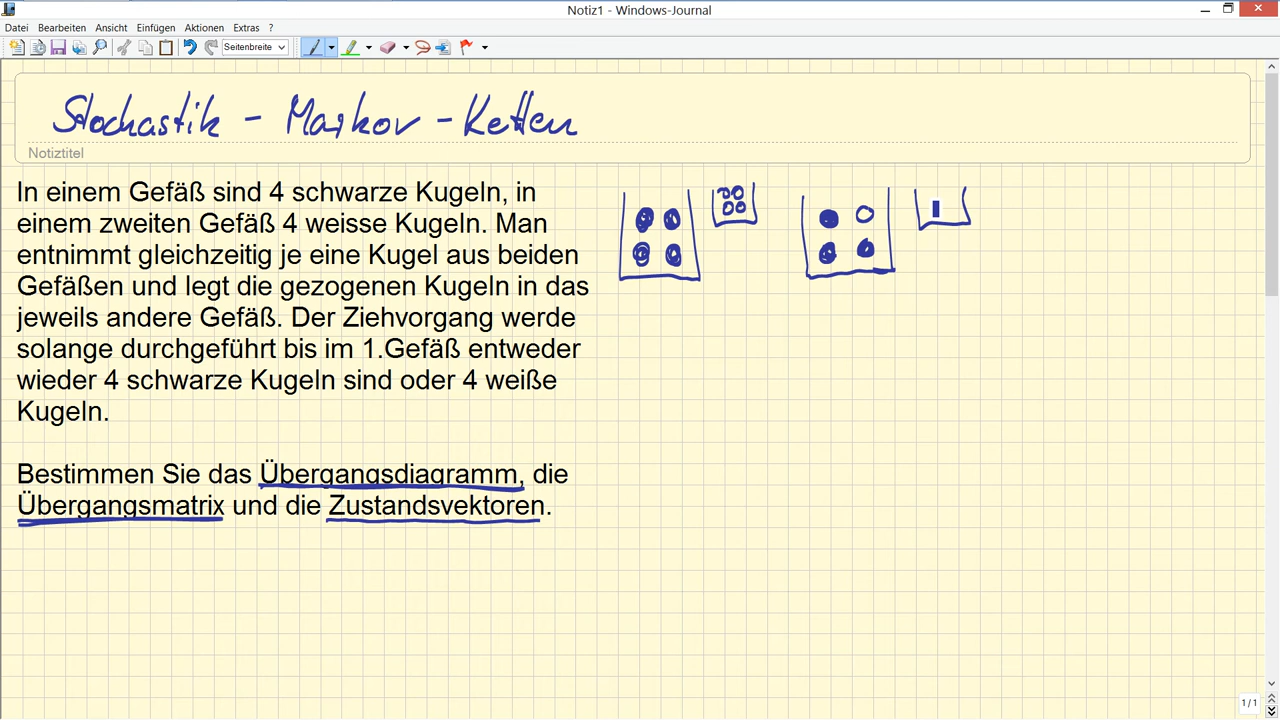 Notiz1 - Windows-Journal
Datei Bearbeiten Ansicht Einfügen Aktionen Extras ?
Seitenbreite
Stochastik - Markov - Ketten
Notiztitel
In einem Gefäß sind 4 schwarze Kugeln, in
einem zweiten Gefäß 4 weisse Kugeln. Man
entnimmt gleichzeitig je eine Kugel aus beiden
Gefäßen und legt die gezogenen Kugeln in das
jeweils andere Gefäß. Der Ziehvorgang werde
solange durchgeführt bis im 1.Gefäß entweder
wieder 4 schwarze Kugeln sind oder 4 weiße
Kugeln.
Bestimmen Sie das Übergangsdiagramm, die
Übergangsmatrix und die Zustandsvektoren.
1/1